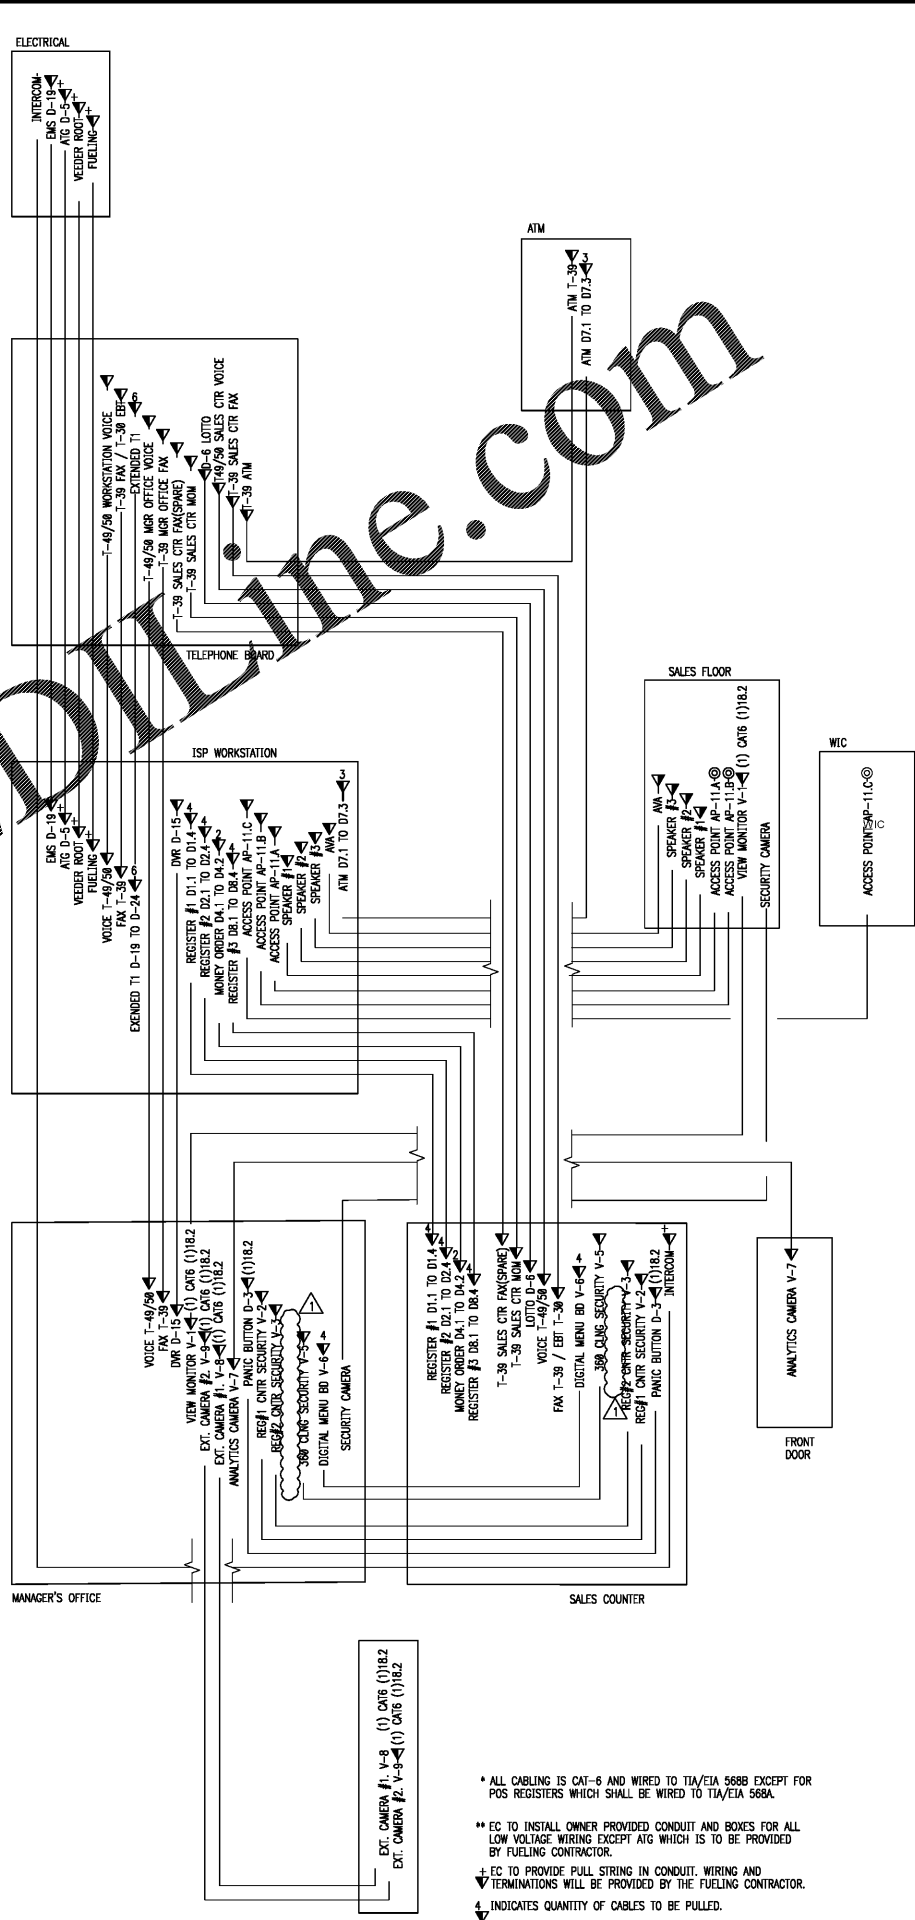 ELECTRICAL
INTERCOM
EMS D-19
+
ATG D-5
+
VEEDER ROOT
+
FUELING
ATM
ATM T-39
3
ATM D7.1 TO D7.3
T-49/50 WORKSTATION VOICE
T-39 FAX / T-30 EBT
6
EXTENDED T1
T-49/50 MGR OFFICE VOICE
T-39 MGR OFFICE FAX
T-39 SALES CTR FAX(SPARE)
T-39 SALES CTR MOM
D-6 LOTTO
T49/50 SALES CTR VOICE
T-39 SALES CTR FAX
T-39 ATM
TELEPHONE BOARD
DILine.com
ISP WORKSTATION
EMS D-19
+
ATG D-5
VEEDER ROOT
+
FUELING
VOICE T-49/50
FAX T-39
6
EXENDED T1 D-19 TO D-24
DVR D-15
4
REGISTER #1 D1.1 TO D1.4
4
REGISTER #2 D2.1 TO D2.4
2
MONEY ORDER D4.1 TO D4.2
4
REGISTER #3 D8.1 TO D8.4
ACCESS POINT AP-11.C
ACCESS POINT AP-11.B
ACCESS POINT AP-11.A
SPEAKER #1
SPEAKER #2
SPEAKER #3
AVA
3
ATM D7.1 TO D7.3
SALES FLOOR
AVA
SPEAKER #3
SPEAKER #2
SPEAKER #1
ACCESS POINT AP-11.A
ACCESS POINT AP-11.B
VIEW MONITOR V-1 (1) CAT6 (1)18.2
SECURITY CAMERA
WIC
ACCESS POINT AP-11.C
WIC
VOICE T-49/50
FAX T-39
DVR D-15
VIEW MONITOR V-1 (1) CAT6 (1)18.2
EXT. CAMERA #2. V-9 (1) CAT6 (1)18.2
EXT. CAMERA #1. V-8 (1) CAT6 (1)18.2
ANALYTICS CAMERA V-7
PANIC BUTTON D-3 (1)18.2
REG#1 CNTR SECURITY V-2
REG#2 CNTR SECURITY V-3
1
360 CLNG SECURITY V-5
4
DIGITAL MENU BD V-6
SECURITY CAMERA
MANAGER'S OFFICE
4
REGISTER #1 D1.1 TO D1.4
4
REGISTER #2 D2.1 TO D2.4
2
MONEY ORDER D4.1 TO D4.2
4
REGISTER #3 D8.1 TO D8.4
T-39 SALES CTR FAX(SPARE)
T-39 SALES CTR MOM
LOTTO D-6
VOICE T-49/50
FAX T-39 / EBT T-30
4
DIGITAL MENU BD V-6
360 CLNG SECURITY V-5
REG#2 CNTR SECURITY V-3
1
REG#1 CNTR SECURITY V-2
PANIC BUTTON D-3 (1)18.2
+
INTERCOM
SALES COUNTER
ANALYTICS CAMERA V-7
FRONT
DOOR
EXT. CAMERA #1. V-8 (1) CAT6 (1)18.2
EXT. CAMERA #2. V-9 (1) CAT6 (1)18.2
* ALL CABLING IS CAT-6 AND WIRED TO TIA/EIA 568B EXCEPT FOR
POS REGISTERS WHICH SHALL BE WIRED TO TIA/EIA 568A.
** EC TO INSTALL OWNER PROVIDED CONDUIT AND BOXES FOR ALL
LOW VOLTAGE WIRING EXCEPT ATG WHICH IS TO BE PROVIDED
BY FUELING CONTRACTOR.
+ EC TO PROVIDE PULL STRING IN CONDUIT. WIRING AND
TERMINATIONS WILL BE PROVIDED BY THE FUELING CONTRACTOR.
4 INDICATES QUANTITY OF CABLES TO BE PULLED.